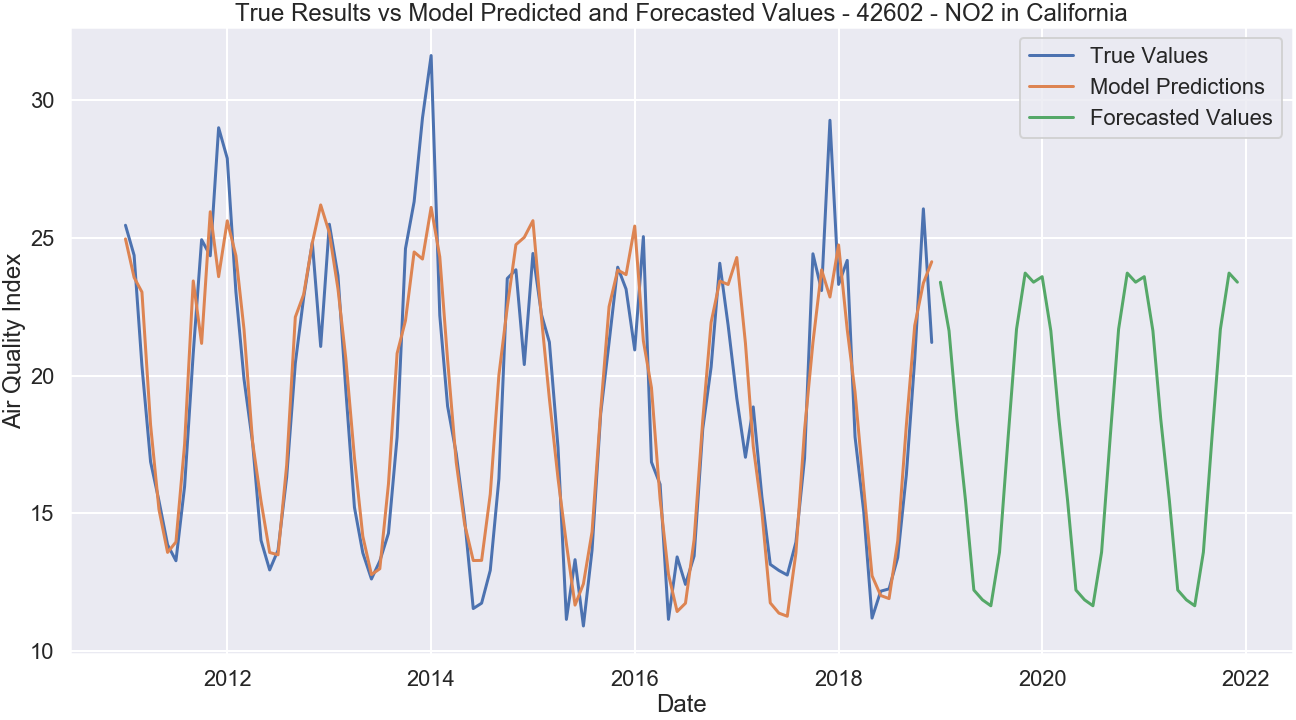 True Results vs Model Predicted and Forecasted Values - 42602 - NO2 in California
True Values
Model Predictions
Forecasted Values
Air Quality Index
30
25
20
15
10
2012
2014
2016
2018
2020
2022
Date